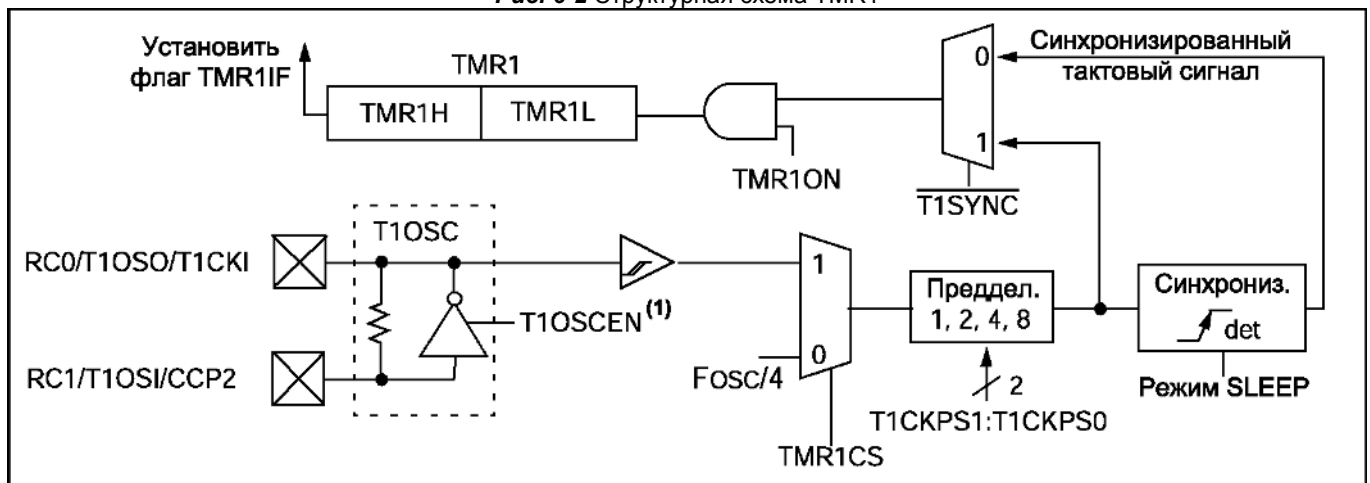 Рис. 6-2 Структурная схема TMR1
Установить
флаг TMR1IF
TMR1
TMR1H
TMR1L
TMR1ON
0
1
T1SYNC
Синхронизированный
тактовый сигнал
RC0/T1OSO/T1CKI
T1OSC
T1OSCEN (1)
RC1/T1OSI/CCP2
1
0
FOSC/4
TMR1CS
Преддел.
1, 2, 4, 8
2
T1CKPS1:T1CKPS0
Синхрониз.
det
Режим SLEEP